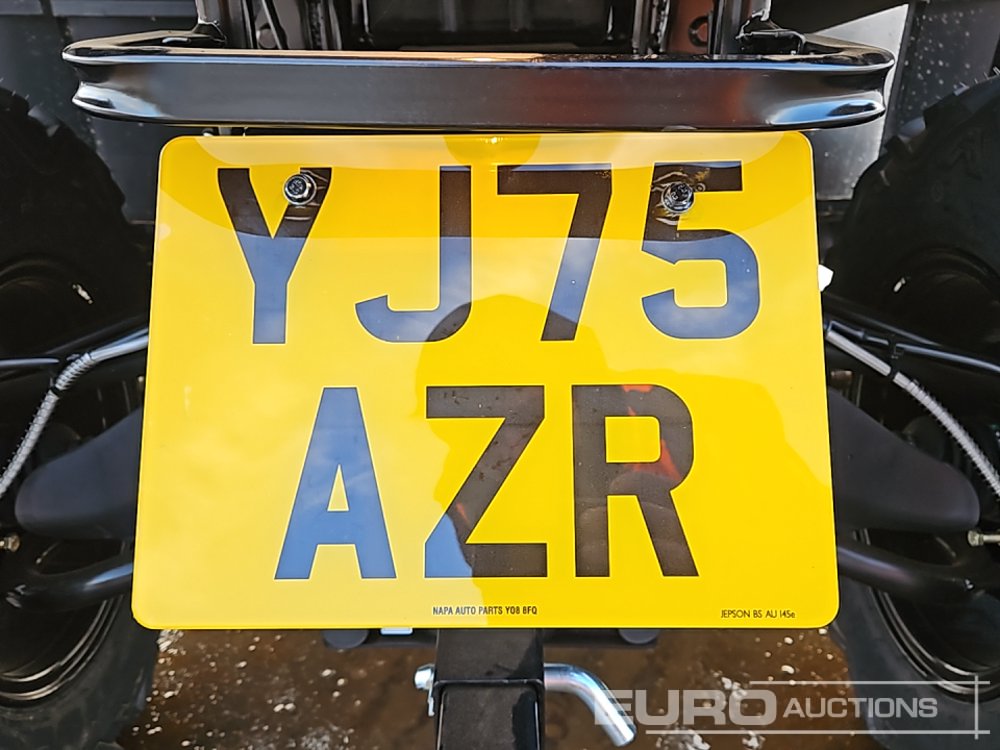 YJ75
AZR
NAPA AUTO PARTS YO8 8FQ
JEPSON BS AU 145e
EURO AUCTIONS